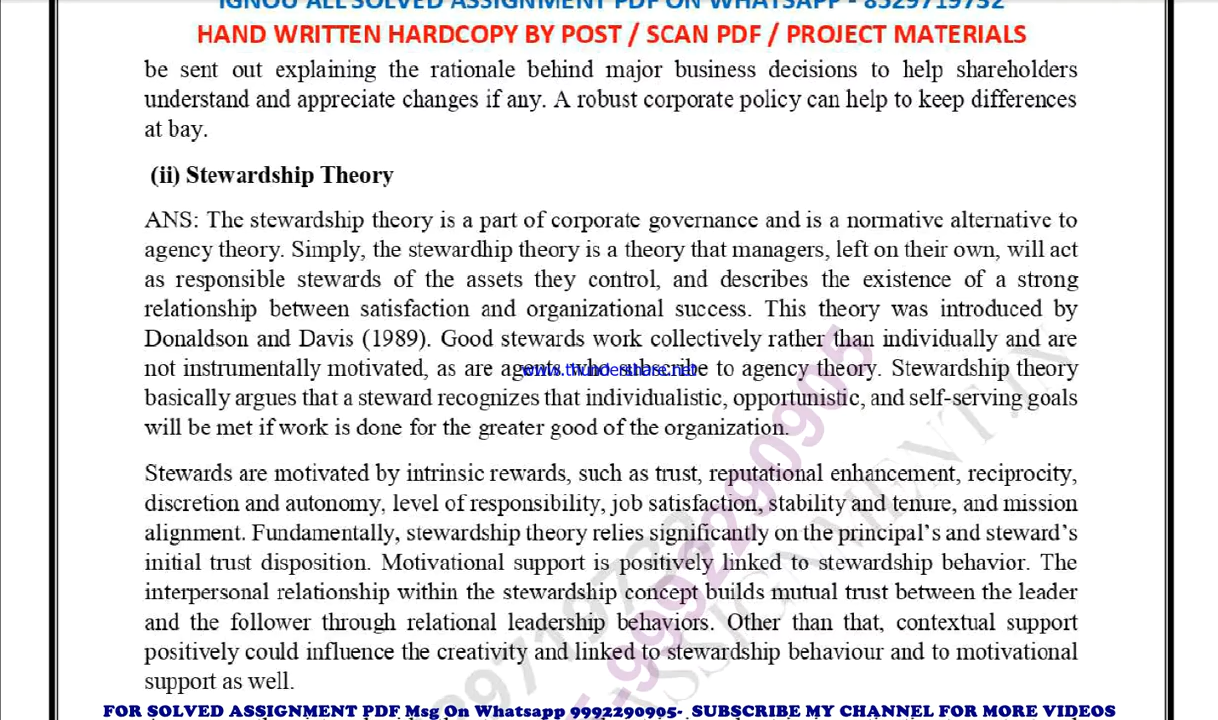 IGNOU ALL SOLVED ASSIGNMENT PDF ON WHATSAPP - 8529719732
HAND WRITTEN HARDCOPY BY POST / SCAN PDF / PROJECT MATERIALS
be sent out explaining the rationale behind major business decisions to help shareholders
understand and appreciate changes if any. A robust corporate policy can help to keep differences
at bay.
(ii) Stewardship Theory
ANS: The stewardship theory is a part of corporate governance and is a normative alternative to
agency theory. Simply, the stewardhip theory is a theory that managers, left on their own, will act
as responsible stewards of the assets they control, and describes the existence of a strong
relationship between satisfaction and organizational success. This theory was introduced by
Donaldson and Davis (1989). Good stewards work collectively rather than individually and are
not instrumentally motivated, as are agents who subscribe to agency theory. Stewardship theory
www.thundershare.net
basically argues that a steward recognizes that individualistic, opportunistic, and self-serving goals
will be met if work is done for the greater good of the organization.
Stewards are motivated by intrinsic rewards, such as trust, reputational enhancement, reciprocity,
discretion and autonomy, level of responsibility, job satisfaction, stability and tenure, and mission
alignment. Fundamentally, stewardship theory relies significantly on the principal's and steward's
initial trust disposition. Motivational support is positively linked to stewardship behavior. The
interpersonal relationship within the stewardship concept builds mutual trust between the leader
and the follower through relational leadership behaviors. Other than that, contextual support
positively could influence the creativity and linked to stewardship behaviour and to motivational
support as well.
FOR SOLVED ASSIGNMENT PDF Msg On Whatsapp 9992290905- SUBSCRIBE MY CHANNEL FOR MORE VIDEOS